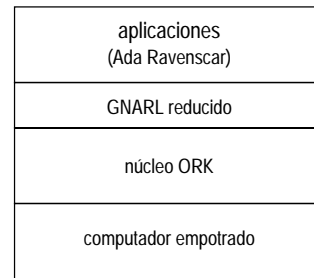 aplicaciones
(Ada Ravenscar)
GNARL reducido
núcleo ORK
computador empotrado